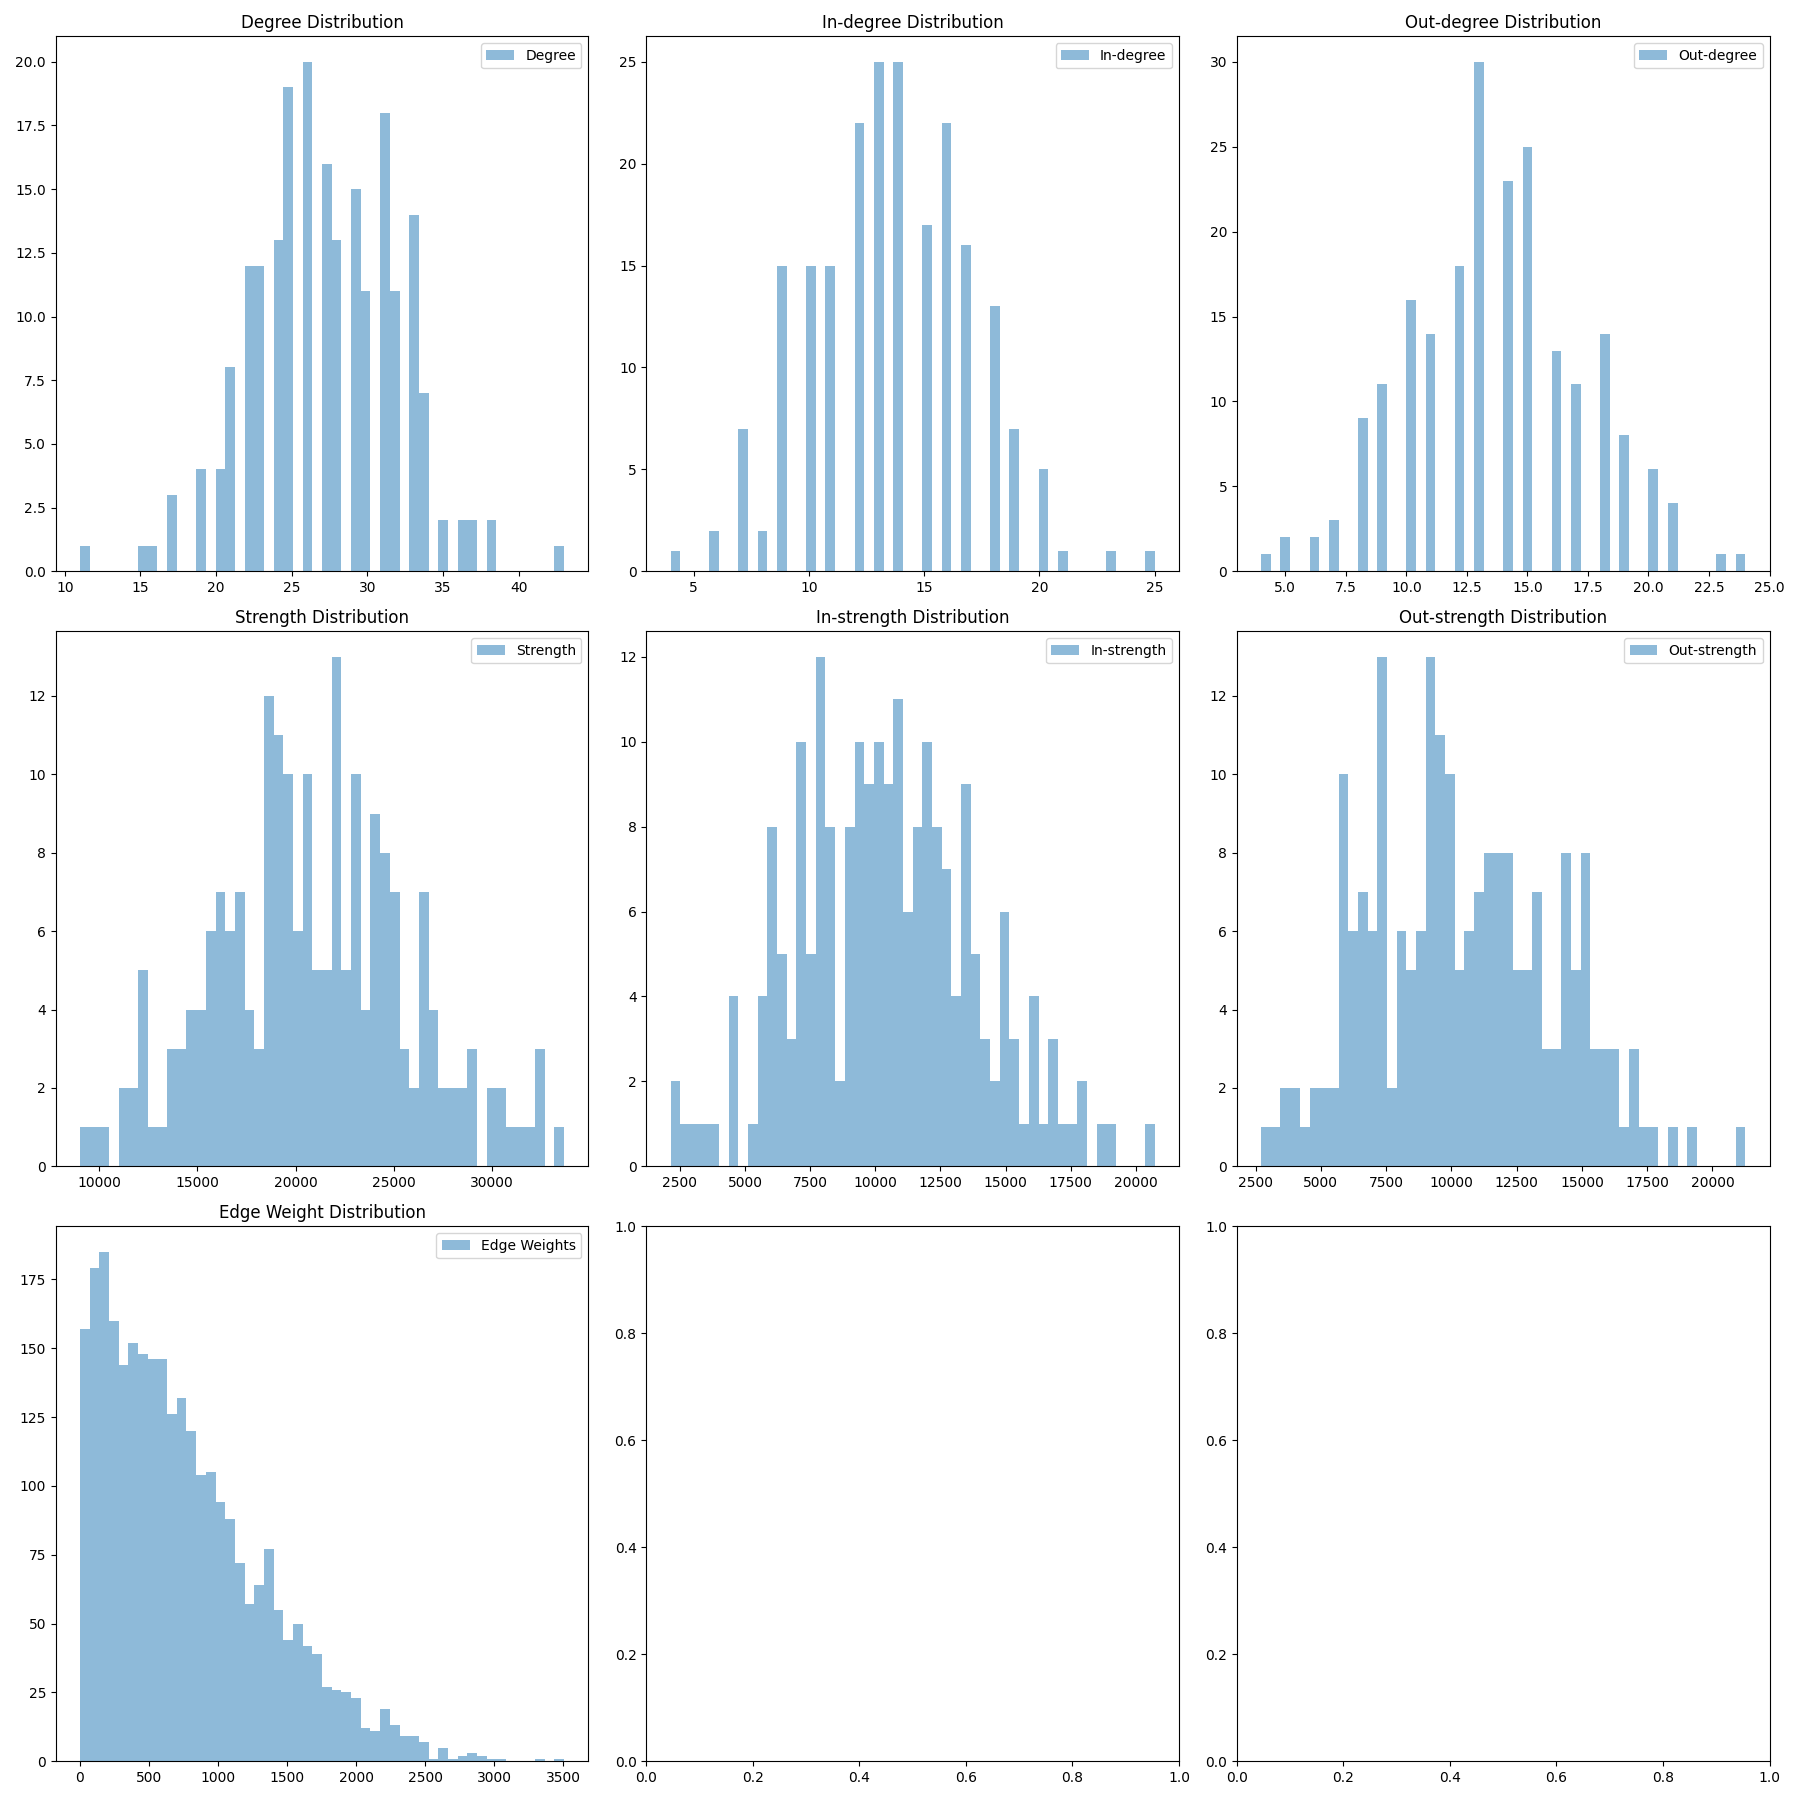 Degree Distribution
Degree
20.0
17.5
15.0
12.5
10.0
7.5
5.0
2.5
0.0
10 15 20 25 30 35 40
In-degree Distribution
In-degree
25
20
15
10
5
0
5 10 15 20 25
Out-degree Distribution
Out-degree
30
25
20
15
10
5
0
5.0 7.5 10.0 12.5 15.0 17.5 20.0 22.5 25.0
Strength Distribution
Strength
12
10
8
6
4
2
0
10000 15000 20000 25000 30000
In-strength Distribution
In-strength
12
10
8
6
4
2
0
2500 5000 7500 10000 12500 15000 17500 20000
Out-strength Distribution
Out-strength
12
10
8
6
4
2
0
2500 5000 7500 10000 12500 15000 17500 20000
Edge Weight Distribution
Edge Weights
175
150
125
100
75
50
25
0
0 500 1000 1500 2000 2500 3000 3500
1.0
0.8
0.6
0.4
0.2
0.0
0.0 0.2 0.4 0.6 0.8 1.0
1.0
0.8
0.6
0.4
0.2
0.0
0.0 0.2 0.4 0.6 0.8 1.0